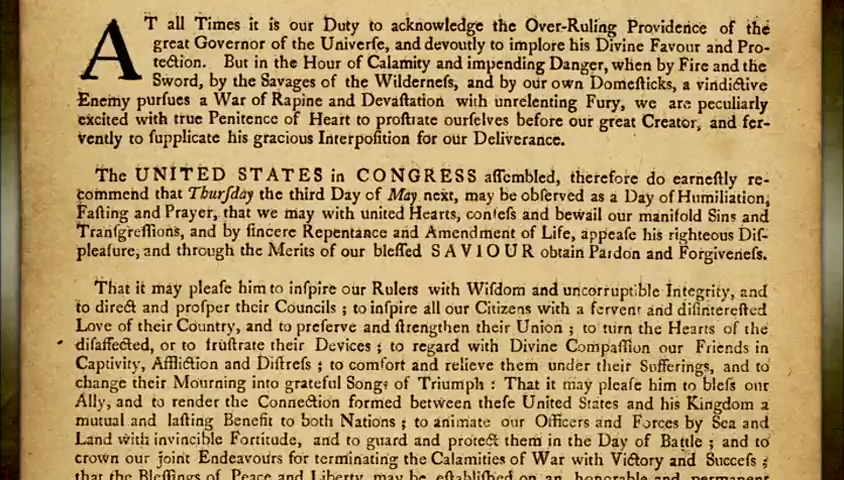 AT all Times it is our Duty to acknowledge the Over-Ruling Providence of the
great Governor of the Univerſe, and devoutly to implore his Divine Favour and Pro-
tection. But in the Hour of Calamity and impending Danger, when by Fire and the
Sword, by the Savages of the Wilderneſs, and by our own Domeſticks, a vindictive
Enemy purſues a War of Rapine and Devaſtation with unrelenting Fury, we are peculiarly
excited with true Penitence of Heart to proſtrate ourſelves before our great Creator, and fer-
vently to ſupplicate his gracious Interpoſition for our Deliverance.
The UNITED STATES in CONGRESS aſſembled, therefore do earneſtly re-
commend that Thurſday the third Day of May next, may be obſerved as a Day of Humiliation,
Faſting and Prayer, that we may with united Hearts, confeſs and bewail our manifold Sins and
Tranſgreſſions, and by ſincere Repentance and Amendment of Life, appeaſe his righteous Diſ-
pleaſure, and through the Merits of our bleſſed SAVIOUR obtain Pardon and Forgiveneſs.
That it may pleaſe him to inſpire our Rulers with Wiſdom and uncorruptible Integrity, and
to direct and proſper their Councils ; to inſpire all our Citizens with a fervent and diſintereſted
Love of their Country, and to preſerve and ſtrengthen their Union ; to turn the Hearts of the
diſaffected, or to fruſtrate their Devices ; to regard with Divine Compaſſion our Friends in
Captivity, Affliction and Diſtreſs ; to comfort and relieve them under their Sufferings, and to
change their Mourning into grateful Songs of Triumph : That it may pleaſe him to bleſs our
Ally, and to render the Connection formed between theſe United States and his Kingdom a
mutual and laſting Benefit to both Nations ; to animate our Officers and Forces by Sea and
Land with invincible Fortitude, and to guard and protect them in the Day of Battle ; and to
crown our joint Endeavours for terminating the Calamities of War with Victory and Succeſs ;
that the Bleſſings of Peace and Liberty may be eſtabliſhed on an honorable and permanent